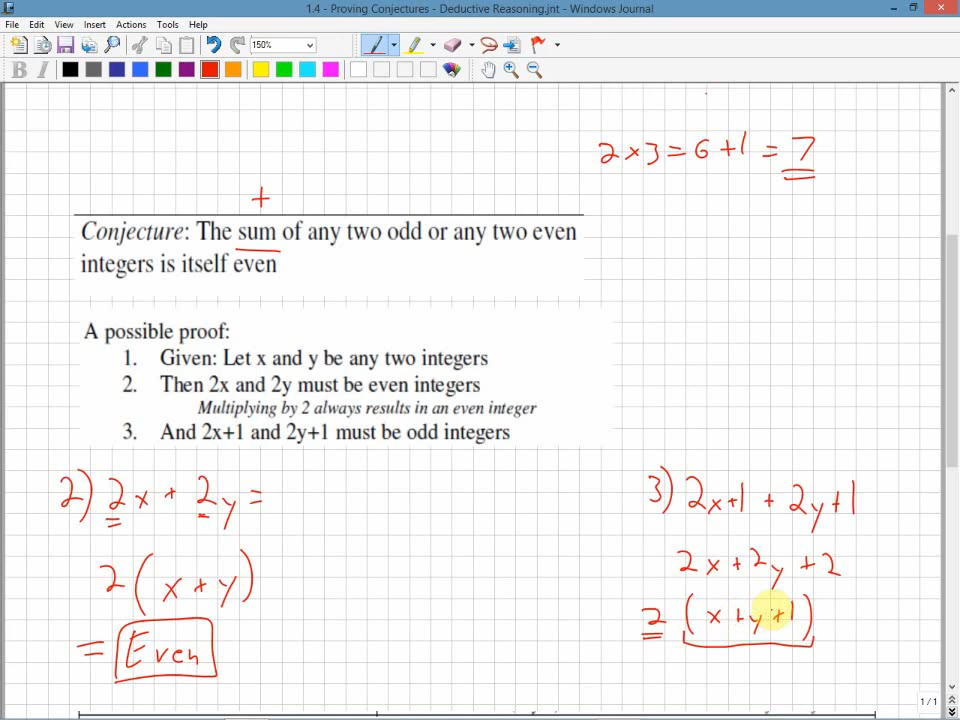 1.4 - Proving Conjectures - Deductive Reasoning.jnt - Windows Journal
File Edit View Insert Actions Tools Help
150%
B I
2 x 3 = 6 + 1 = 7
+
Conjecture: The sum of any two odd or any two even
integers is itself even
A possible proof:
1. Given: Let x and y be any two integers
2. Then 2x and 2y must be even integers
Multiplying by 2 always results in an even integer
3. And 2x+1 and 2y+1 must be odd integers
2) 2x + 2y =
2 (x + y)
= Even
3) 2x+1 + 2y+1
2x + 2y + 2
2 (x + y + 1)
1 / 1